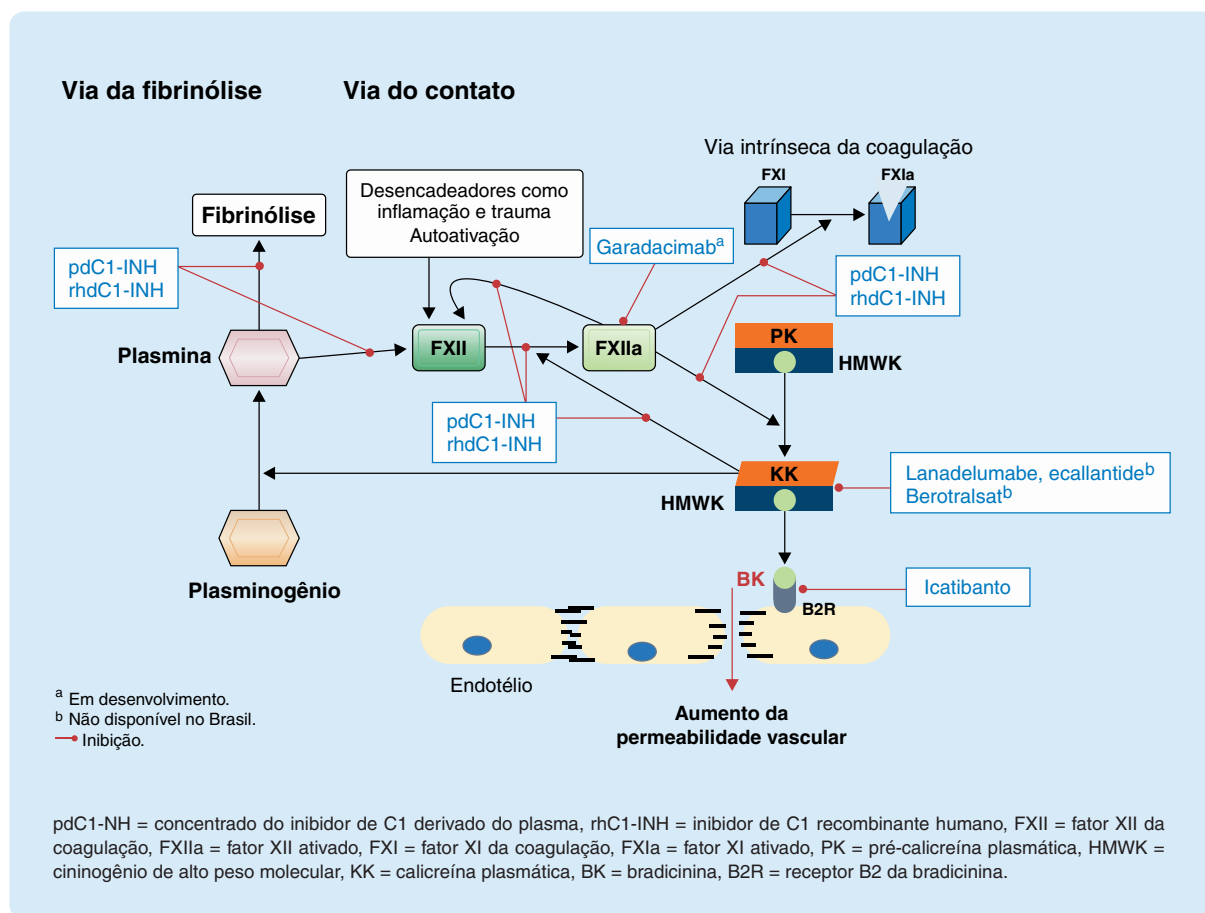 Via da fibrinólise
Via do contato
Via intrínseca da coagulação
FXI
FXIa
Desencadeadores como
inflamação e trauma
Autoativação
Fibrinólise
Garadacimabᵃ
pdC1-INH
rhdC1-INH
pdC1-INH
rhdC1-INH
Plasmina
FXII
FXIIa
PK
HMWK
pdC1-INH
rhdC1-INH
KK
HMWK
Lanadelumabe, ecallantideᵇ
Berotralsatᵇ
Plasminogênio
BK
B2R
Icatibanto
Endotélio
Aumento da
permeabilidade vascular
ᵃ Em desenvolvimento.
ᵇ Não disponível no Brasil.
Inibição.
pdC1-NH = concentrado do inibidor de C1 derivado do plasma, rhC1-INH = inibidor de C1 recombinante humano, FXII = fator XII da
coagulação, FXIIa = fator XII ativado, FXI = fator XI da coagulação, FXIa = fator XI ativado, PK = pré-calicreína plasmática, HMWK =
cininogênio de alto peso molecular, KK = calicreína plasmática, BK = bradicinina, B2R = receptor B2 da bradicinina.